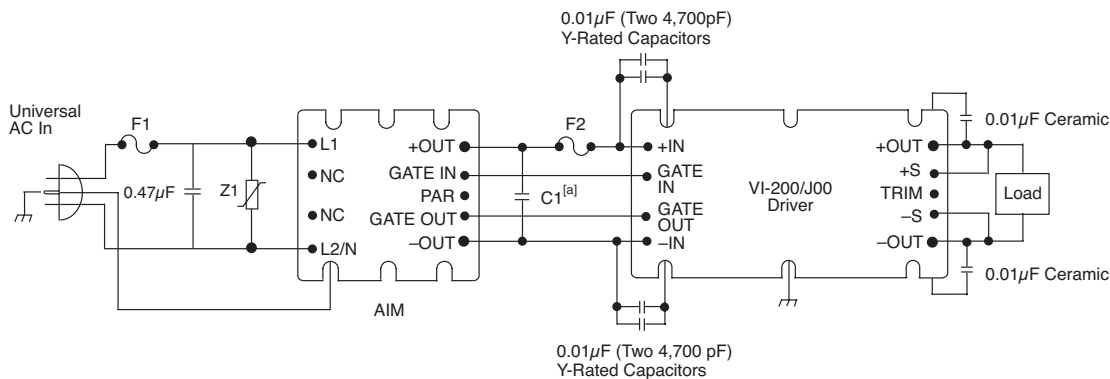 0.01µF (Two 4,700pF)
Y-Rated Capacitors
Universal
AC In
F1
0.47µF
Z1
L1
NC
NC
L2/N
+OUT
GATE IN
PAR
GATE OUT
–OUT
AIM
F2
C1[a]
+IN
GATE
IN
GATE
OUT
–IN
VI-200/J00
Driver
+OUT
+S
TRIM
–S
–OUT
0.01µF Ceramic
Load
0.01µF Ceramic
0.01µF (Two 4,700 pF)
Y-Rated Capacitors